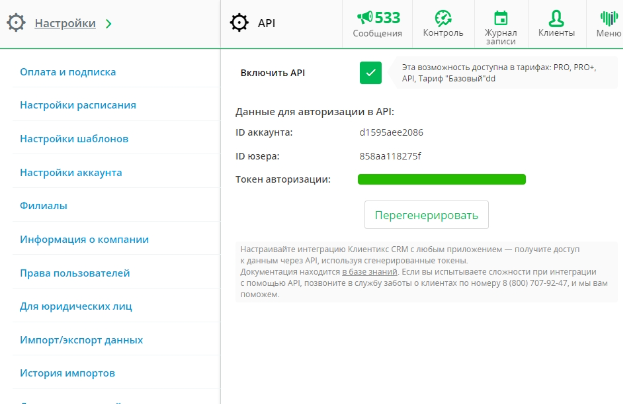 Настройки
API
533
Сообщения
Контроль
Журнал
записи
Клиенты
Меню
Оплата и подписка
Настройки расписания
Настройки шаблонов
Настройки аккаунта
Филиалы
Информация о компании
Права пользователей
Для юридических лиц
Импорт/экспорт данных
История импортов
Включить API
Эта возможность доступна в тарифах: PRO, PRO+,
API, Тариф "Базовый"dd
Данные для авторизации в API:
ID аккаунта: d1595aee2086
ID юзера: 858aa118275f
Токен авторизации:
Перегенерировать
Настраивайте интеграцию Клиентикс CRM с любым приложением — получите доступ
к данным через API, используя сгенерированные токены.
Документация находится в базе знаний. Если вы испытываете сложности при интеграции
с помощью API, позвоните в службу заботы о клиентах по номеру 8 (800) 707-92-47, и мы вам
поможем.